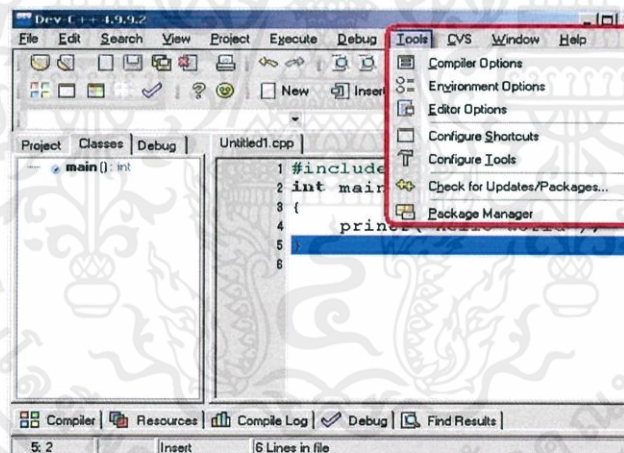 Dev-C++ 4.9.9.2
File Edit Search View Project Execute Debug Tools CVS Window Help
New Insert
Compiler Options
Environment Options
Editor Options
Configure Shortcuts
Configure Tools
Check for Updates/Packages...
Package Manager
Project Classes Debug
main(): int
Untitled1.cpp
1 #include
2 int main
3 {
4
5 }
6
Compiler Resources Compile Log Debug Find Results
5: 2 Insert 6 Lines in file